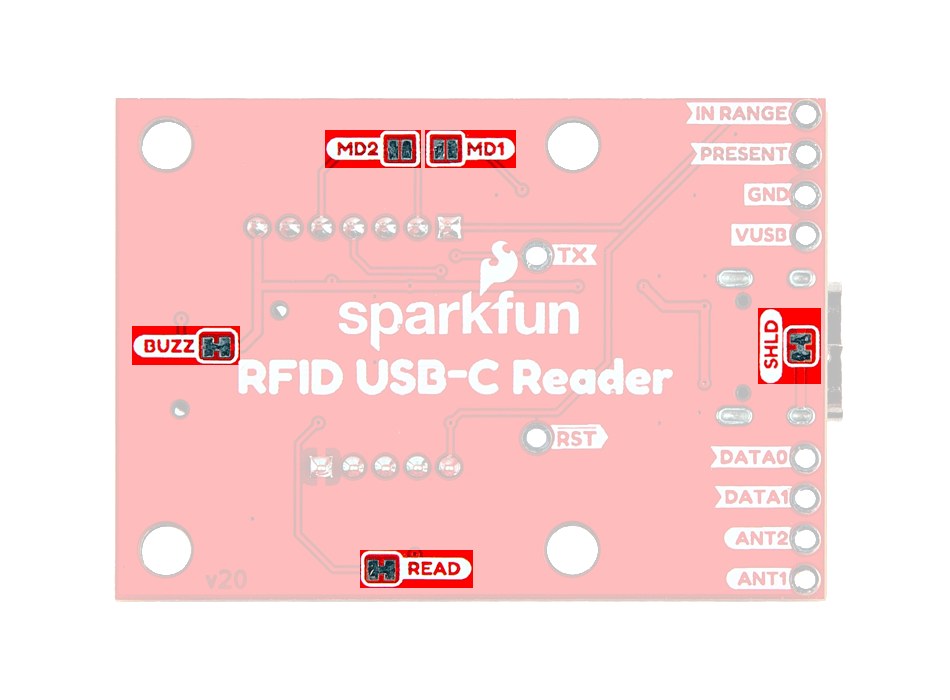 IN RANGE
MD2 MD1
PRESENT
GND
VUSB
TX
sparkfun
SHLD
BUZZ
RFID USB-C Reader
RST
DATA0
DATA1
ANT2
READ
v20
ANT1